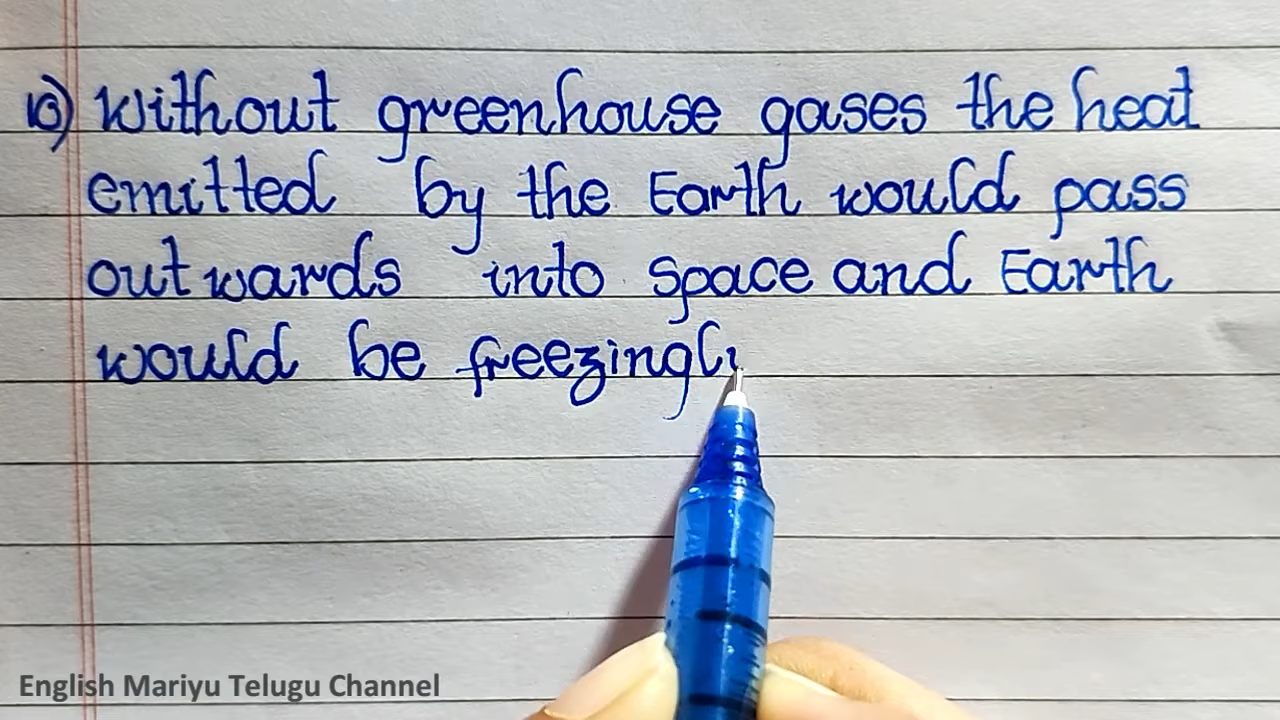 10) Without greenhouse gases the heat
emitted by the Earth would pass
outwards into space and Earth
would be freezingl
English Mariyu Telugu Channel